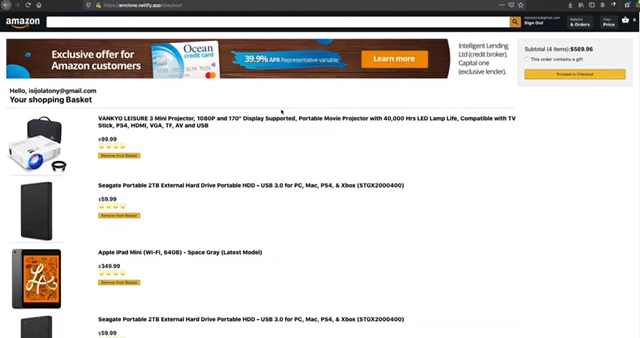 https://amclone.netlify.app/checkout
amazon
isijolatony@gmail.com
Sign Out
Returns
& Orders
Your
Prime
Exclusive offer for
Amazon customers
Ocean
credit card
39.9% APR Representative variable
Learn more
Intelligent Lending
Ltd (credit broker).
Capital one
(exclusive lender).
Subtotal (4 items):$569.96
This order contains a gift
Proceed to Checkout
Hello, isijolatony@gmail.com
Your shopping Basket
VANKYO LEISURE 3 Mini Projector, 1080P and 170'' Display Supported, Portable Movie Projector with 40,000 Hrs LED Lamp Life, Compatible with TV
Stick, PS4, HDMI, VGA, TF, AV and USB
$99.99
Remove from Basket
Seagate Portable 2TB External Hard Drive Portable HDD – USB 3.0 for PC, Mac, PS4, & Xbox (STGX2000400)
$59.99
Remove from Basket
Apple iPad Mini (Wi-Fi, 64GB) - Space Gray (Latest Model)
$349.99
Remove from Basket
Seagate Portable 2TB External Hard Drive Portable HDD – USB 3.0 for PC, Mac, PS4, & Xbox (STGX2000400)
$59.99